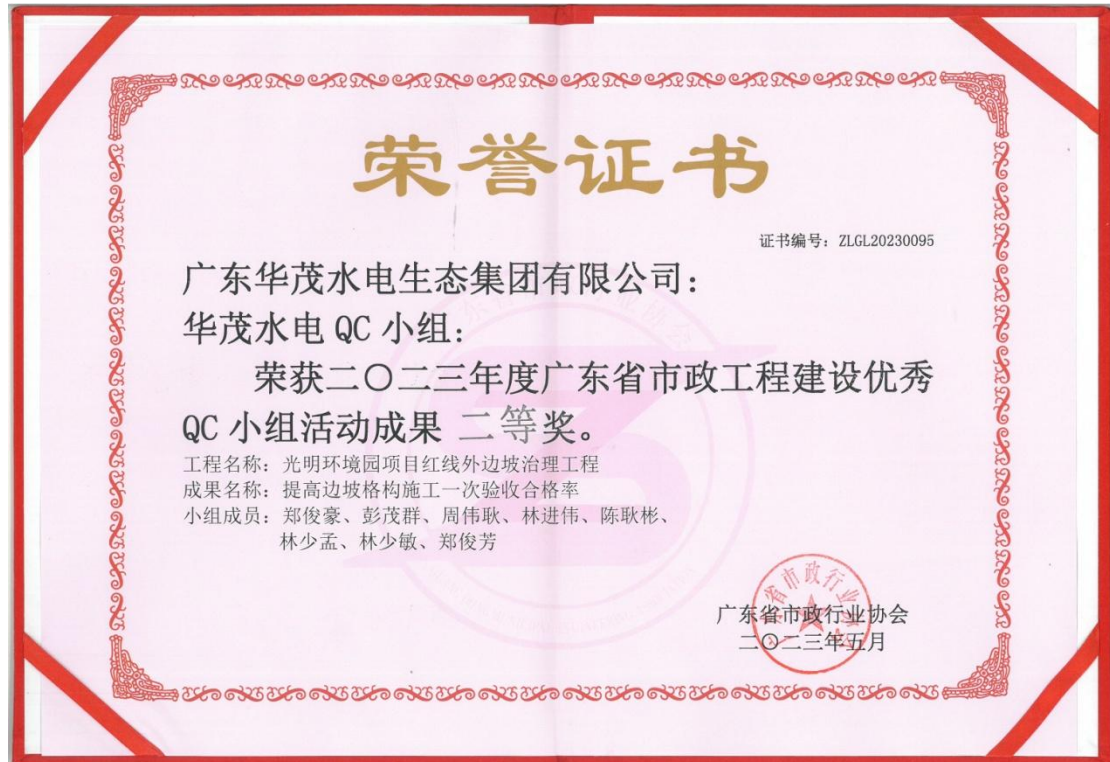 荣誉证书
证书编号：ZLGL20230095
广东华茂水电生态集团有限公司：
华茂水电QC小组：
荣获二〇二三年度广东省市政工程建设优秀
QC小组活动成果 二等奖。
工程名称：光明环境园项目红线外边坡治理工程
成果名称：提高边坡格构施工一次验收合格率
小组成员：郑俊豪、彭茂群、周伟耿、林进伟、陈耿彬、
林少孟、林少敏、郑俊芳
广东省市政行业协会
二〇二三年五月